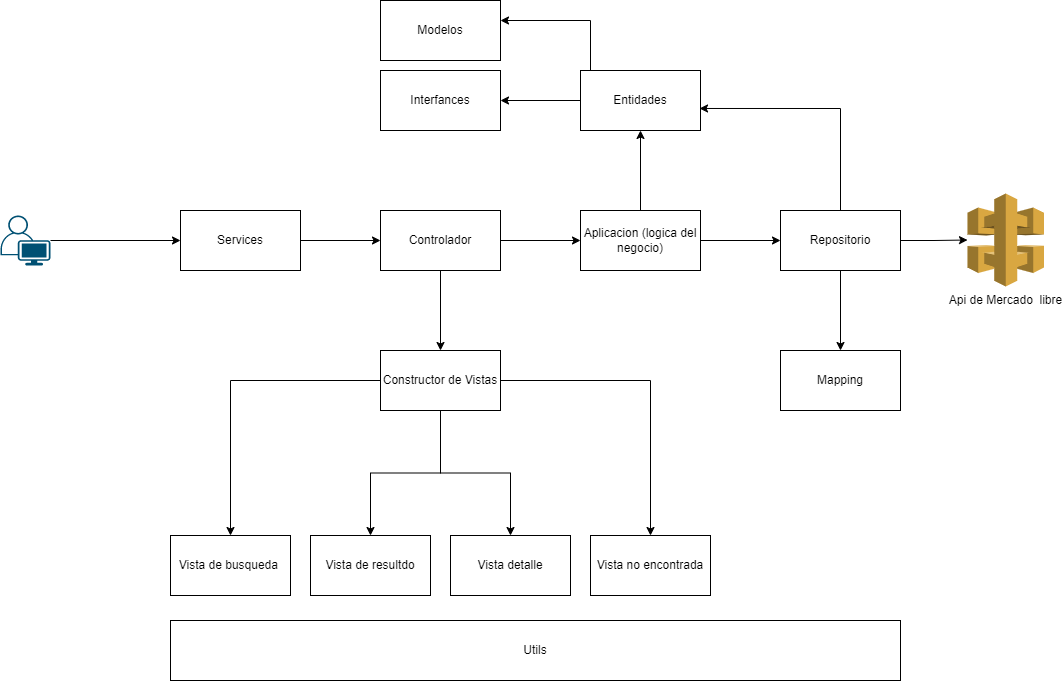 Modelos
Interfances
Entidades
Services
Controlador
Aplicacion (logica del
negocio)
Repositorio
Api de Mercado  libre
Constructor de Vistas
Mapping
Vista de busqueda
Vista de resultdo
Vista detalle
Vista no encontrada
Utils